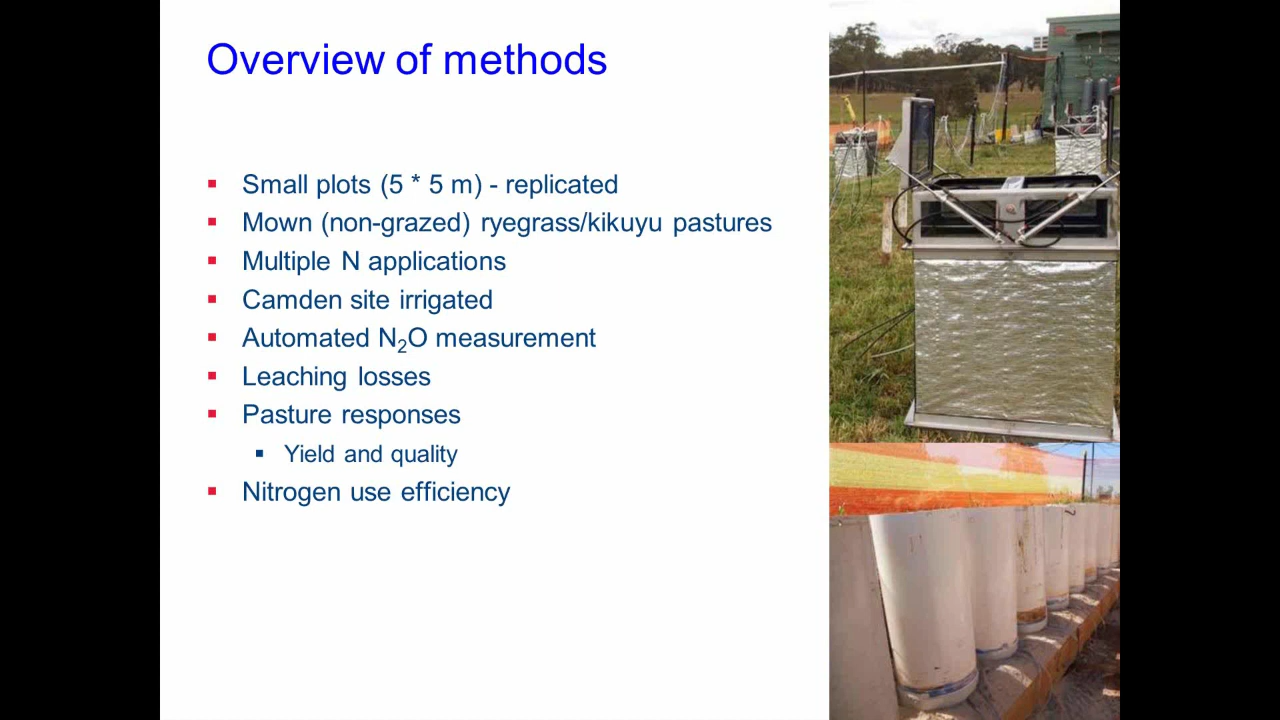 Overview of methods
Small plots (5 * 5 m) - replicated
Mown (non-grazed) ryegrass/kikuyu pastures
Multiple N applications
Camden site irrigated
Automated N₂O measurement
Leaching losses
Pasture responses
Yield and quality
Nitrogen use efficiency